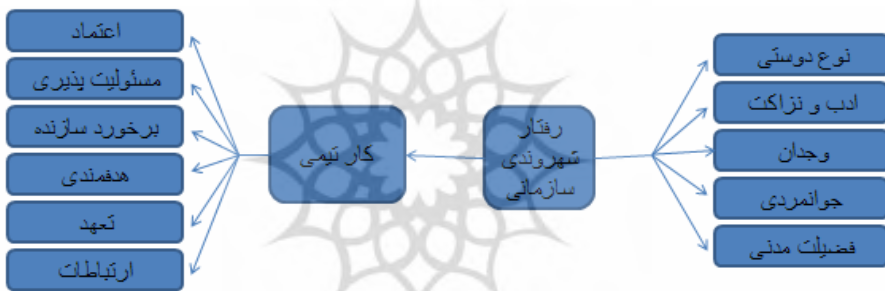 نوع دوستی
ادب و نزاکت
وجدان
جوانمردی
فضیلت مدنی
رفتار
شهروندی
سازمانی
کار تیمی
اعتماد
مسئولیت پذیری
برخورد سازنده
هدفمندی
تعهد
ارتباطات